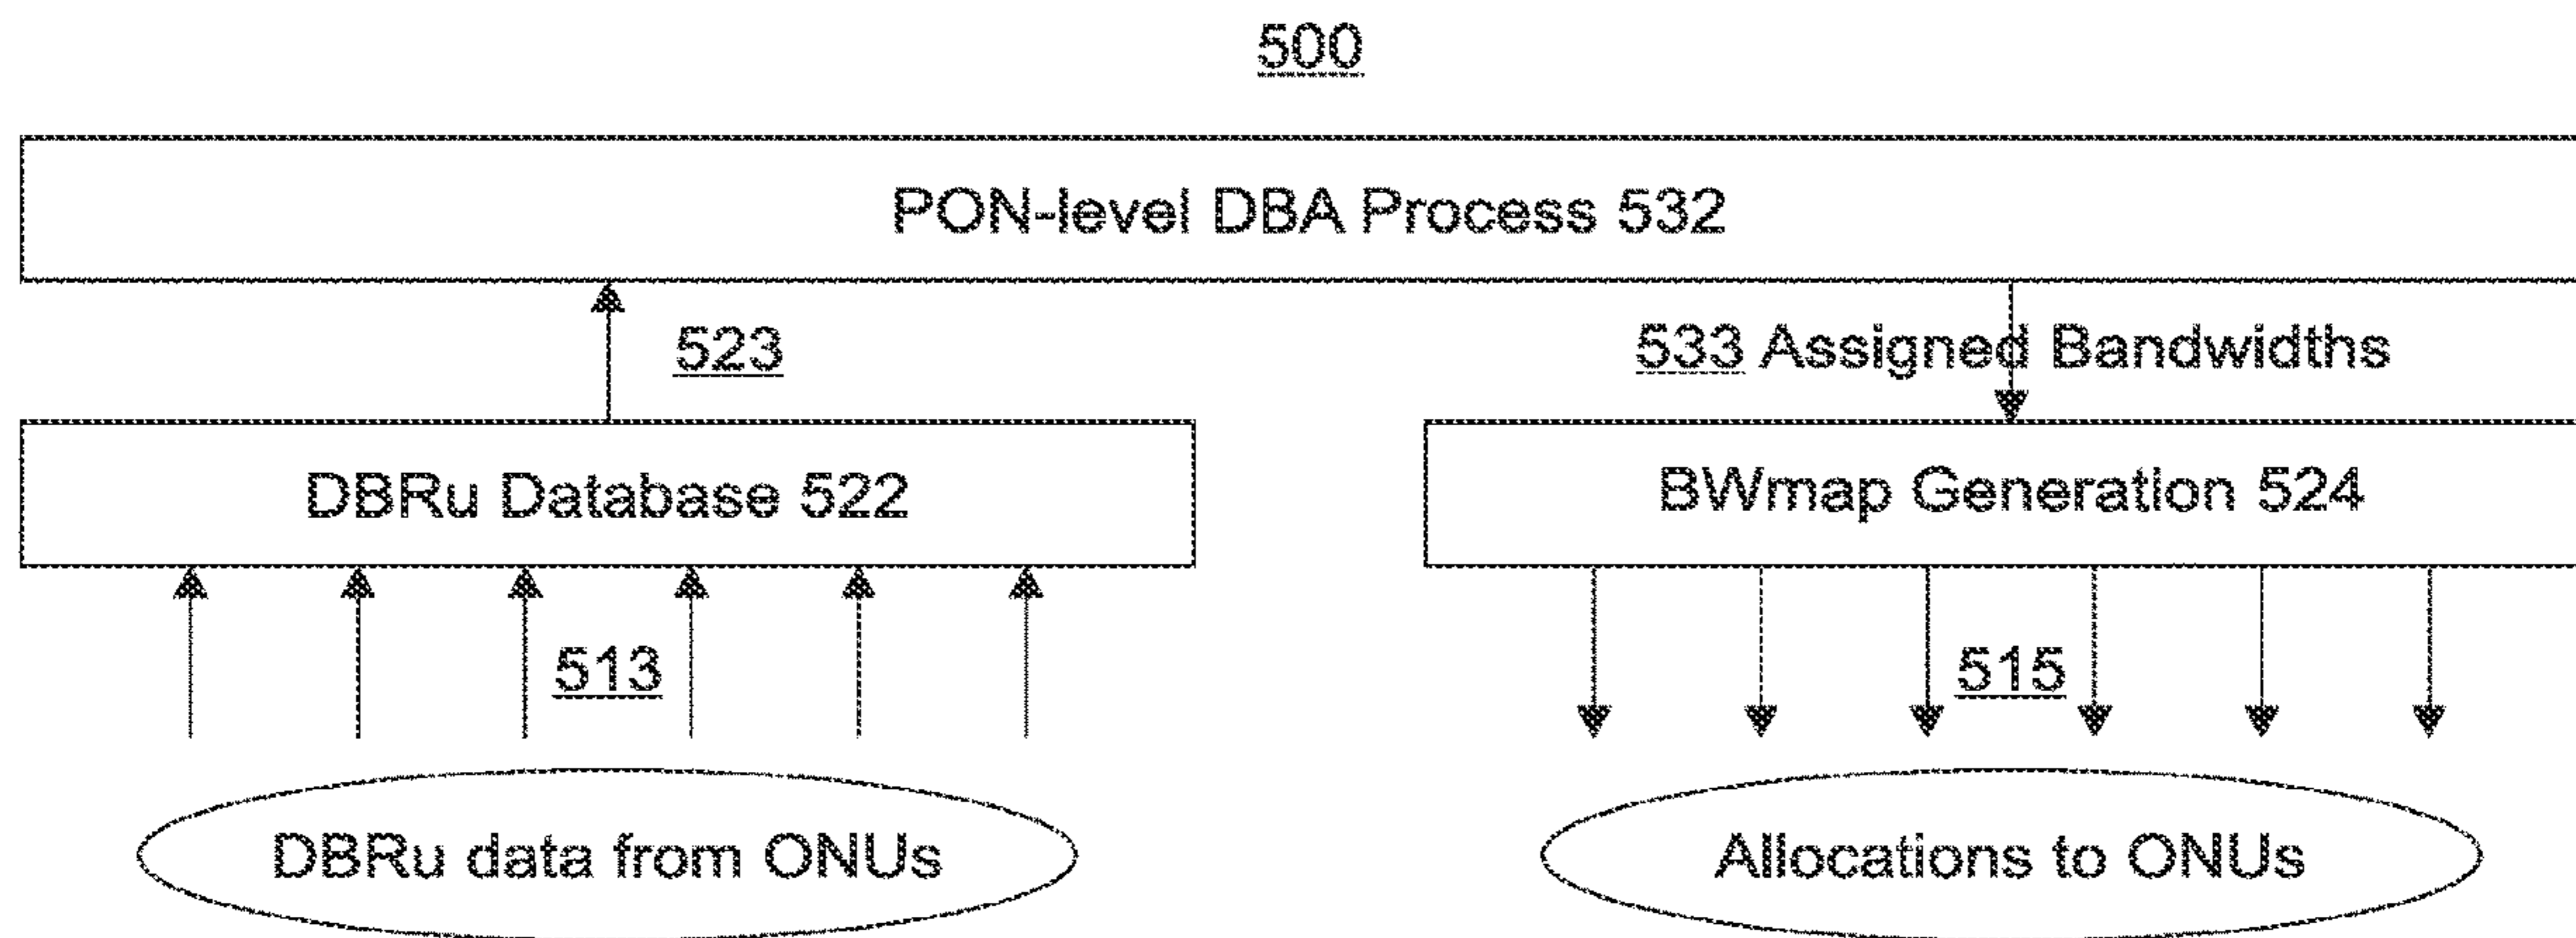 500
PON-level DBA Process 532
523
533 Assigned Bandwidths
DBRu Database 522
BWmap Generation 524
513
515
DBRu data from ONUs
Allocations to ONUs